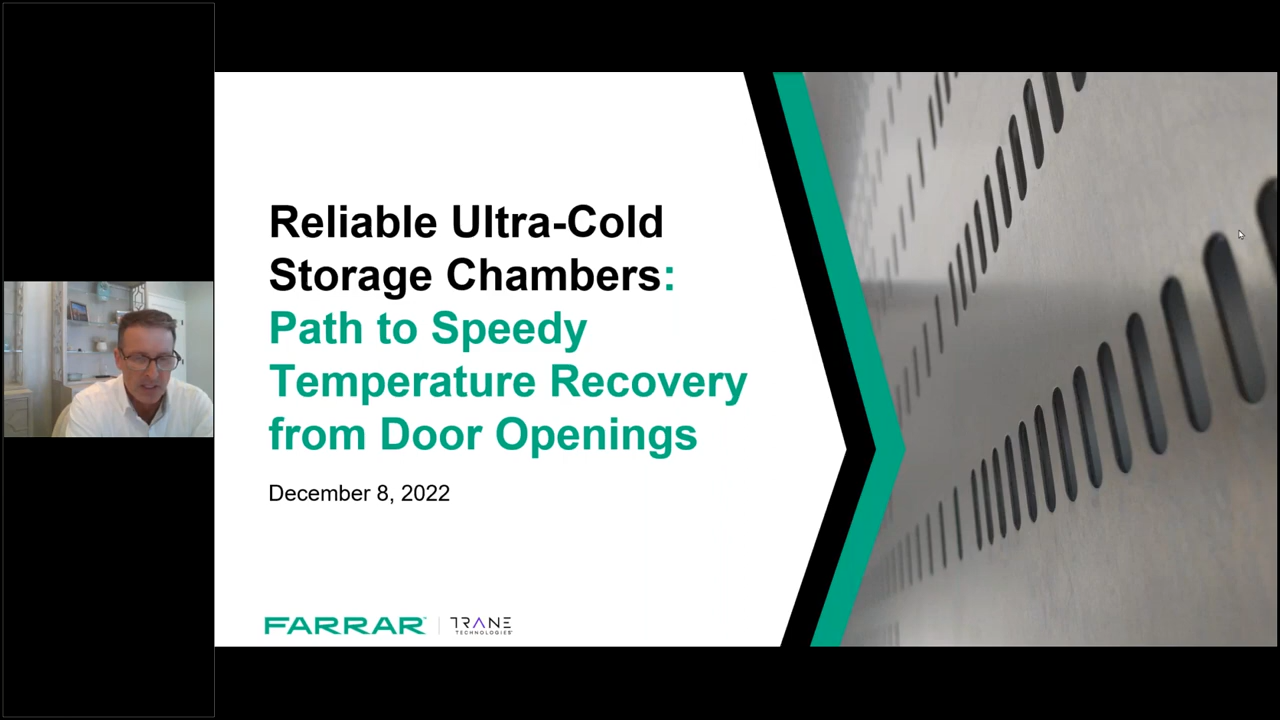 Reliable Ultra-Cold
Storage Chambers:
Path to Speedy
Temperature Recovery
from Door Openings
December 8, 2022
FARRAR
TRANE
TECHNOLOGIES